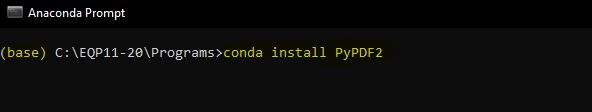 Anaconda Prompt
(base) C:\EQP11-20\Programs>conda install PyPDF2